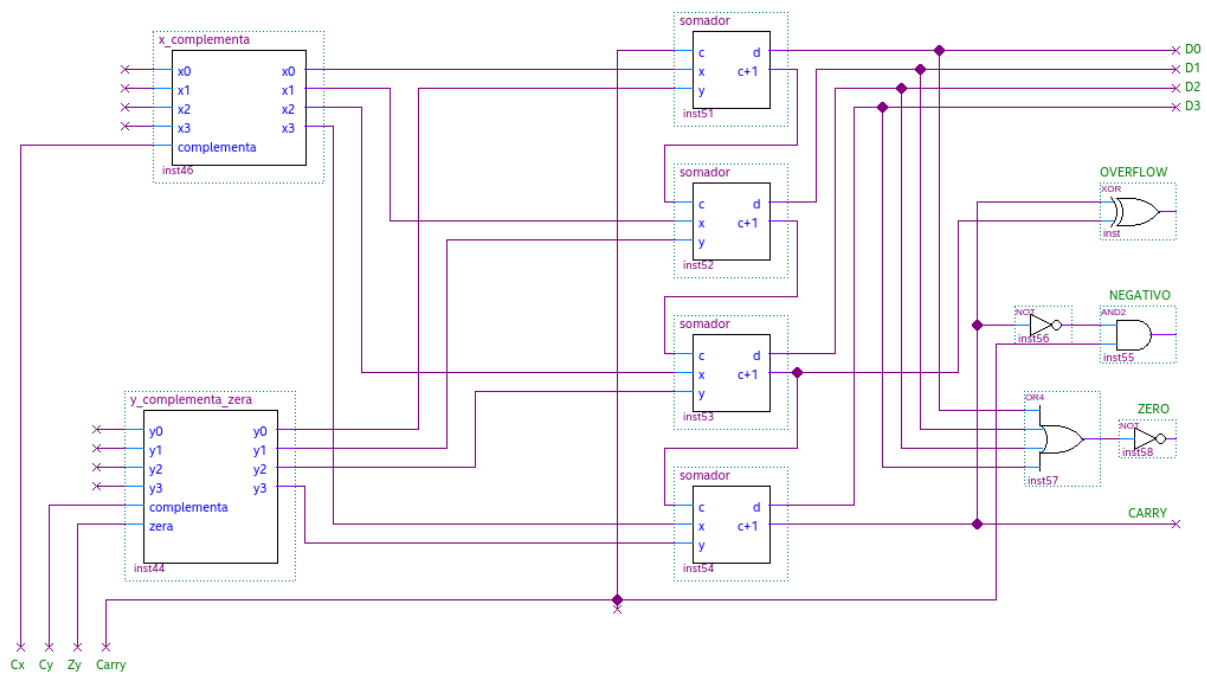 x_complementa
x0 x0
x1 x1
x2 x2
x3 x3
complementa
inst46
somador
c d
x c+1
y
inst51
D0
D1
D2
D3
somador
c d
x c+1
y
inst52
OVERFLOW
XOR
inst
somador
c d
x c+1
y
inst53
NEGATIVO
NOT
inst56
AND2
inst55
y_complementa_zera
y0 y0
y1 y1
y2 y2
y3 y3
complementa
zera
inst44
somador
c d
x c+1
y
inst54
OR4
inst57
ZERO
NOT
inst58
CARRY
Cx Cy Zy Carry